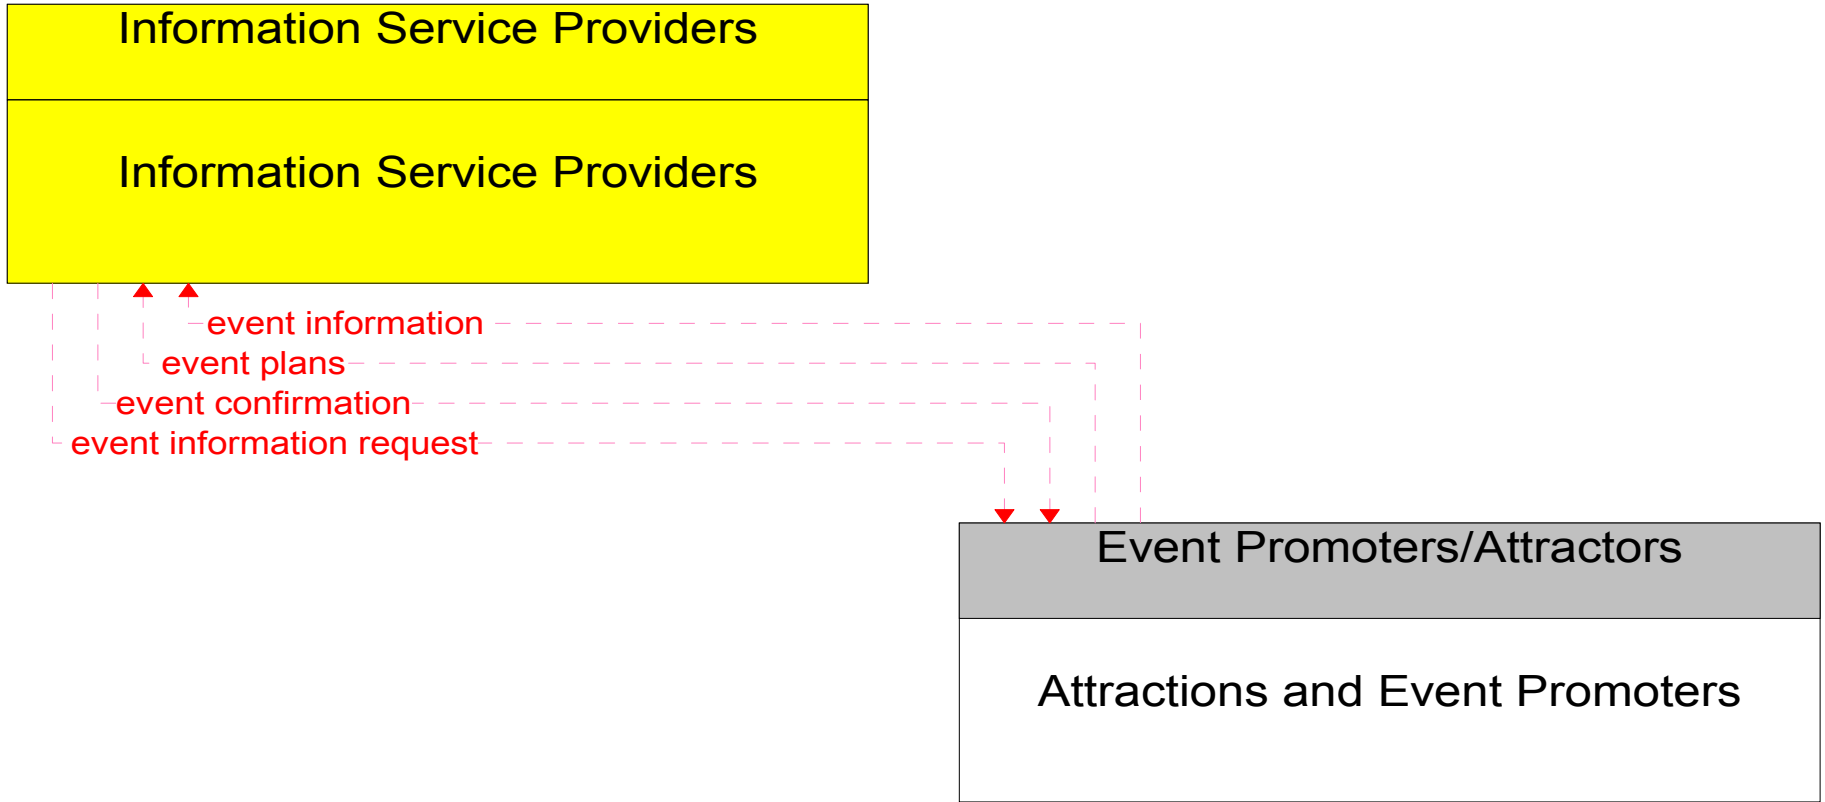 Information Service Providers
Information Service Providers
event information
event plans
event confirmation
event information request
Event Promoters/Attractors
Attractions and Event Promoters